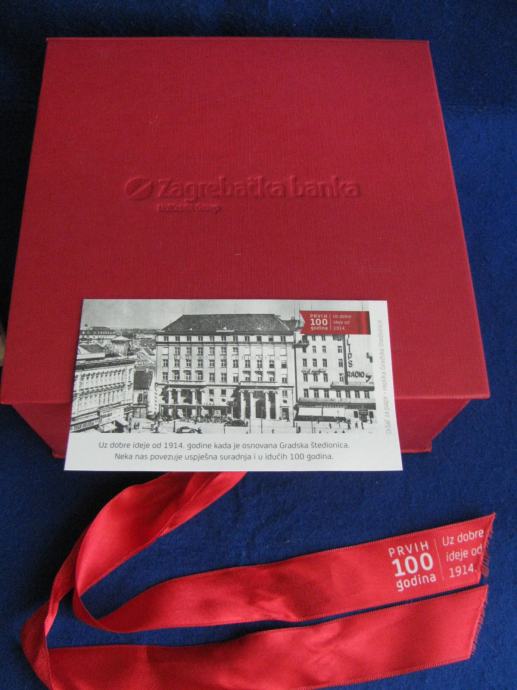 Zagrebačka banka
UniCredit Group
PRVIH
100
godina
Uz dobre
ideje od
1914.
RADIO
Uz dobre ideje od 1914. godine kada je osnovana Gradska štedionica.
Neka nas povezuje uspješna suradnja i u idućih 100 godina.
PRVIH
100
godina
Uz dobre
ideje od
1914.